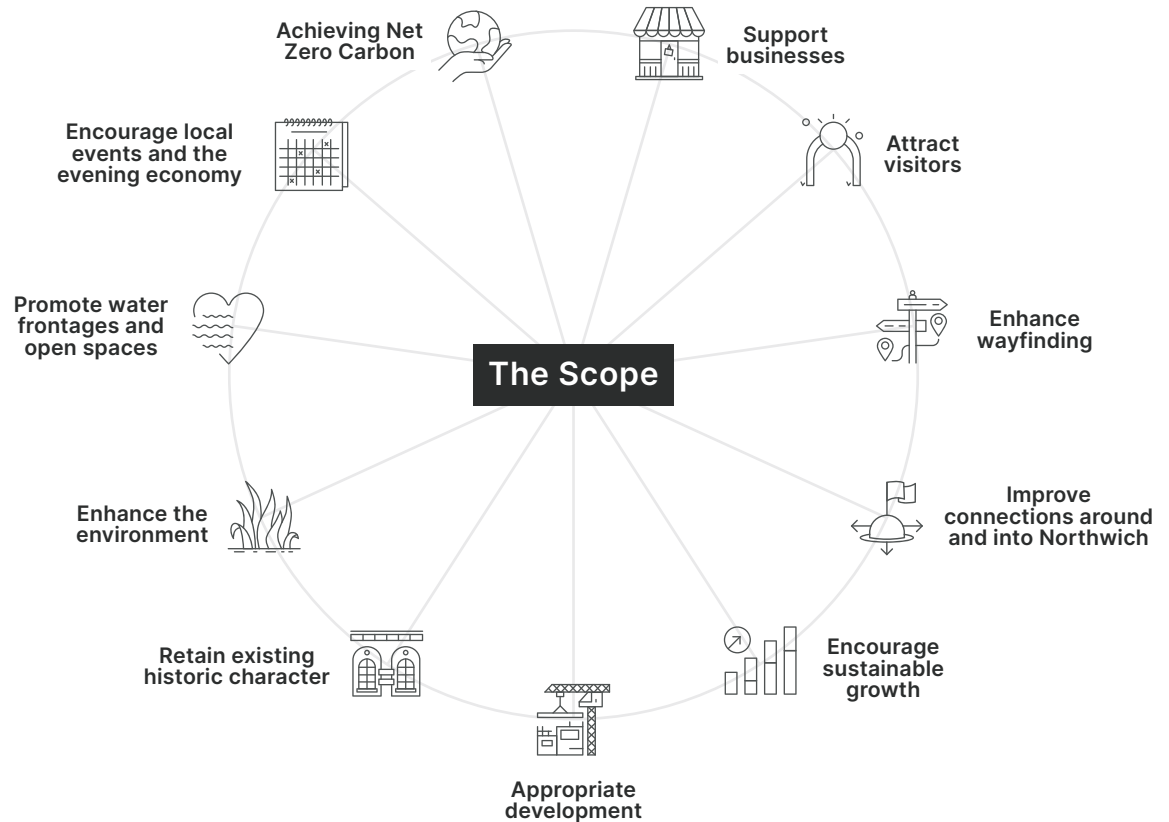 Achieving Net
Zero Carbon
Support
businesses
Attract
visitors
Enhance
wayfinding
Improve
connections around
and into Northwich
Encourage
sustainable
growth
Appropriate
development
Retain existing
historic character
Enhance the
environment
Promote water
frontages and
open spaces
Encourage local
events and the
evening economy
The Scope